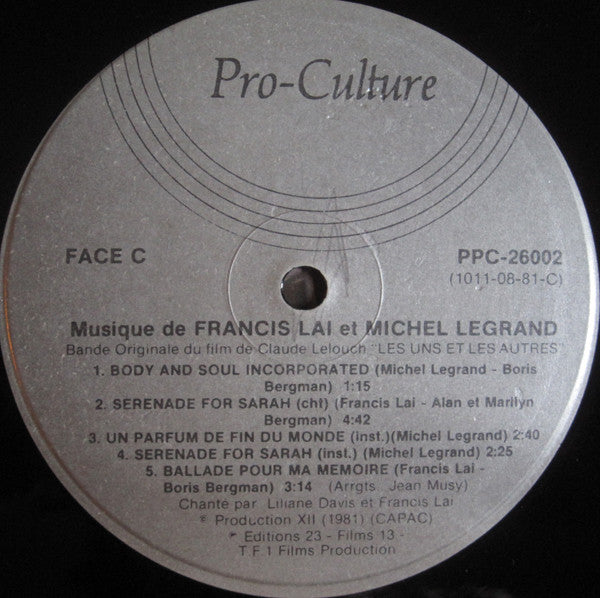 Pro-Culture
FACE C
PPC-26002
(1011-08-81-C)
Musique de FRANCIS LAI et MICHEL LEGRAND
Bande Originale du film de Claude Lelouch "LES UNS ET LES AUTRES"
1. BODY AND SOUL INCORPORATED (Michel Legrand - Boris
Bergman) 1:15
2. SERENADE FOR SARAH (cht) (Francis Lai - Alan et Marilyn
Bergman) 4:42
3. UN PARFUM DE FIN DU MONDE (inst.)(Michel Legrand) 2:40
4. SERENADE FOR SARAH (inst.) (Michel Legrand) 2:25
5. BALLADE POUR MA MEMOIRE (Francis Lai -
Boris Bergman) 3:14 (Arrgts. Jean Musy)
Chante par Liliane Davis et Francis Lai
℗ Production XII (1981) (CAPAC)
Editions 23 - Films 13 -
T F 1 Films Production